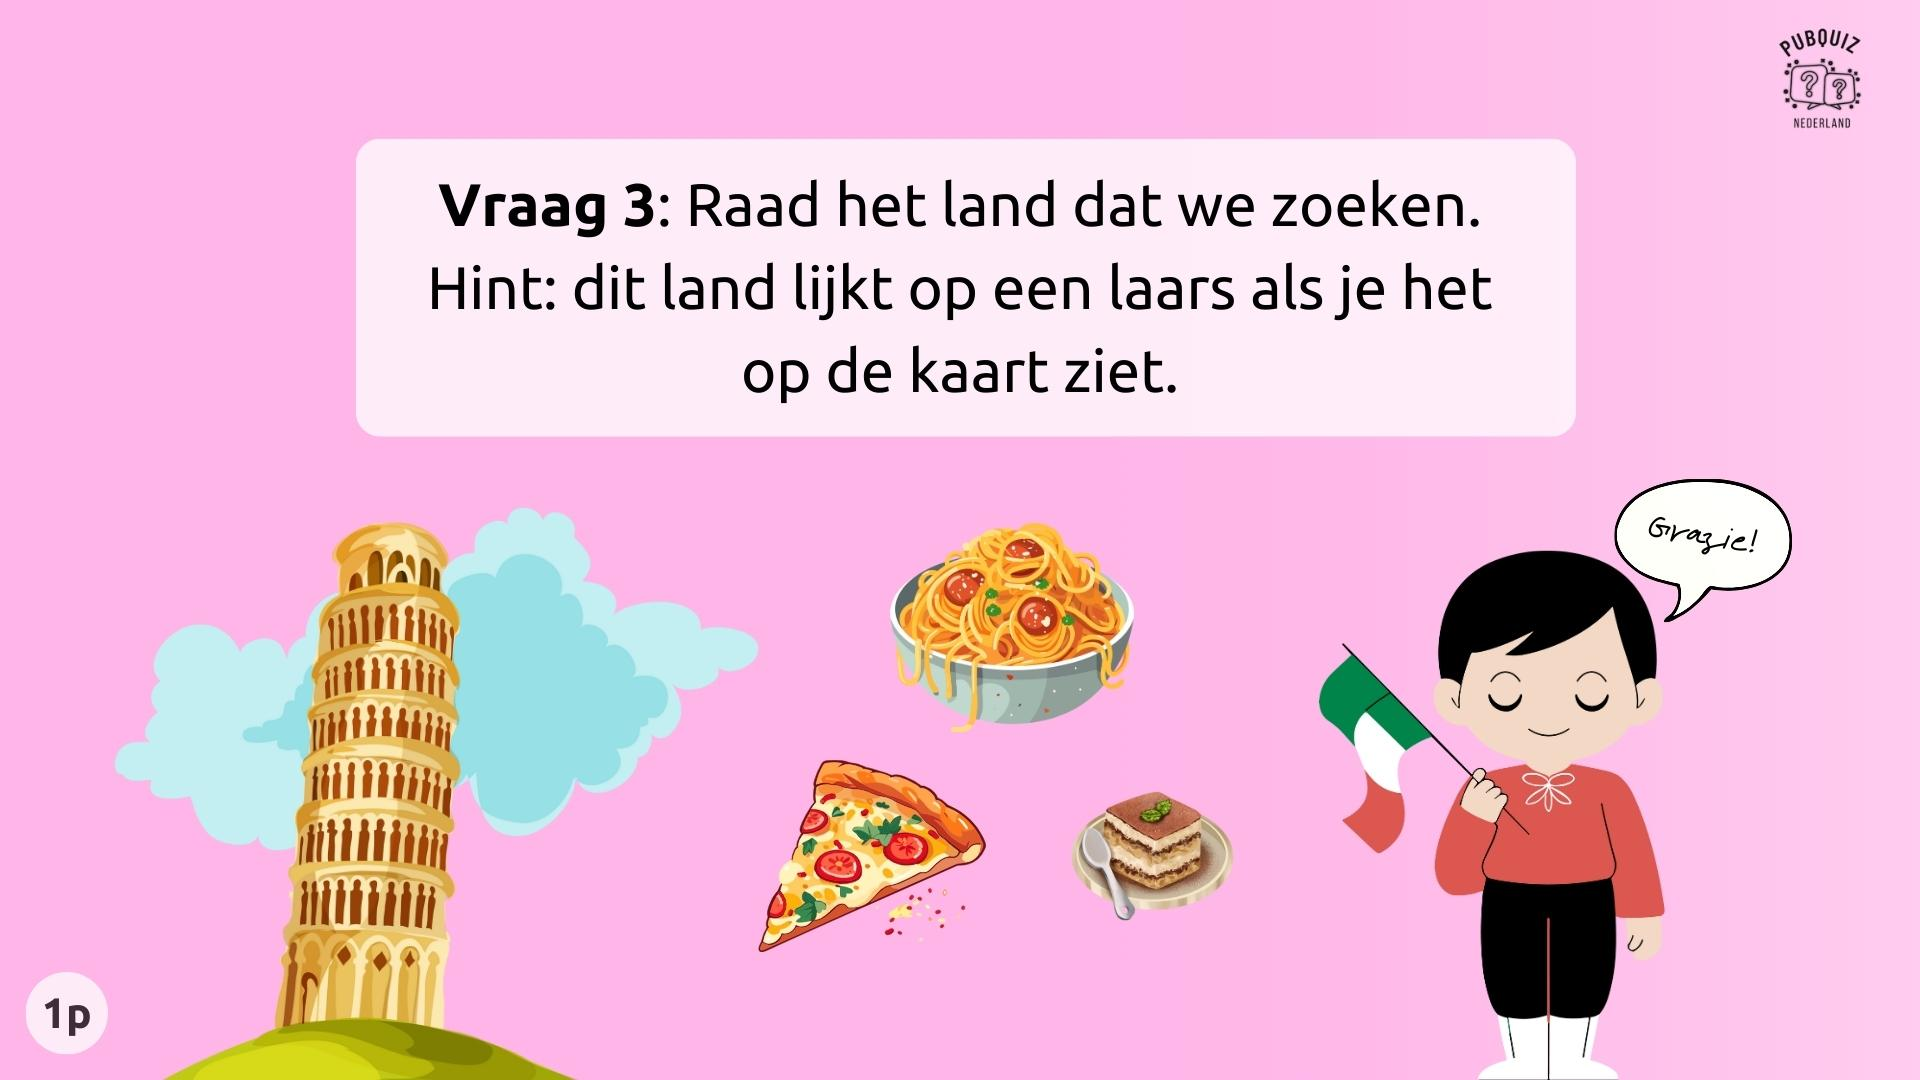 PUBQUIZ
? ?
NEDERLAND
Vraag 3: Raad het land dat we zoeken.
Hint: dit land lijkt op een laars als je het
op de kaart ziet.
Grazie!
1p